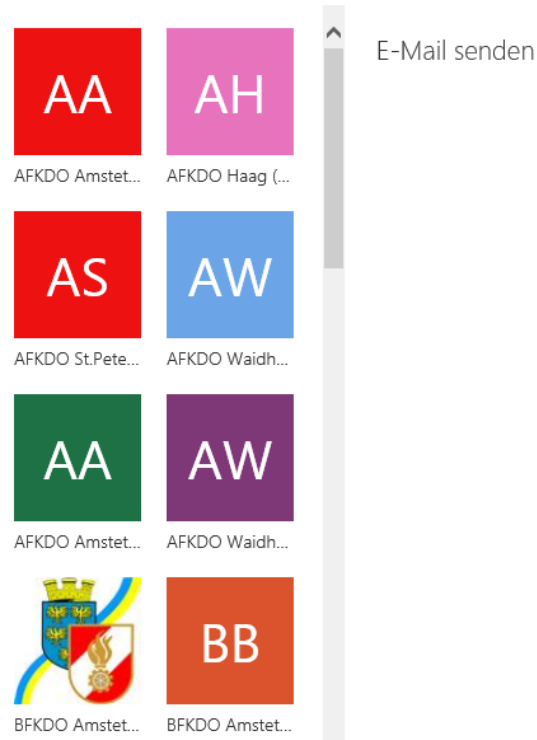 E-Mail senden
AA
AH
AFKDO Amstet...
AFKDO Haag (...
AS
AW
AFKDO St.Pete...
AFKDO Waidh...
AA
AW
AFKDO Amstet...
AFKDO Waidh...
BB
BFKDO Amstet...
BFKDO Amstet...